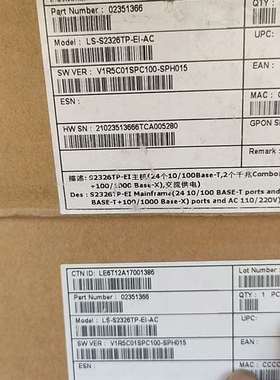 Part Number: 02351366
QTY :
Model : LS-S2326TP-EI-AC
UPC:
SW VER : V1R5C01SPC100-SPH015
EAN :
ESN :
MAC : C
HW SN : 21023513666TCA005280
GPON S
Remark :
描述: S2326TP-EI主机(24个10/100Base-T,2个千兆Combo
+100/1000 Base-X),交流供电)
Des : S2326TP-EI Mainframe(24 10/100 BASE-T ports and
BASE-T+100/1000 Base-X) ports and AC 110/220V)
CTN ID: LE6T12A17001386
Lot Number
Part Number : 02351366
QTY : 1 PC
Model : LS-S2326TP-EI-AC
UPC:
SW VER : V1R5C01SPC100-SPH015
EAN :
ESN :
MAC : CCCC